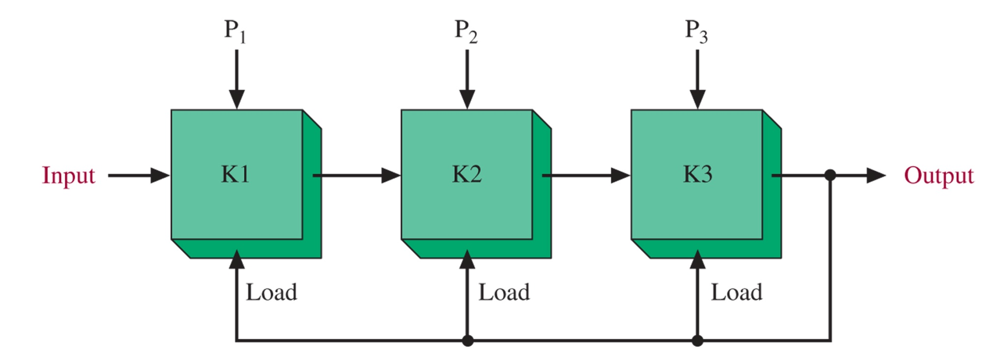 P₁ P₂ P₃
Input K1 K2 K3 Output
Load Load Load